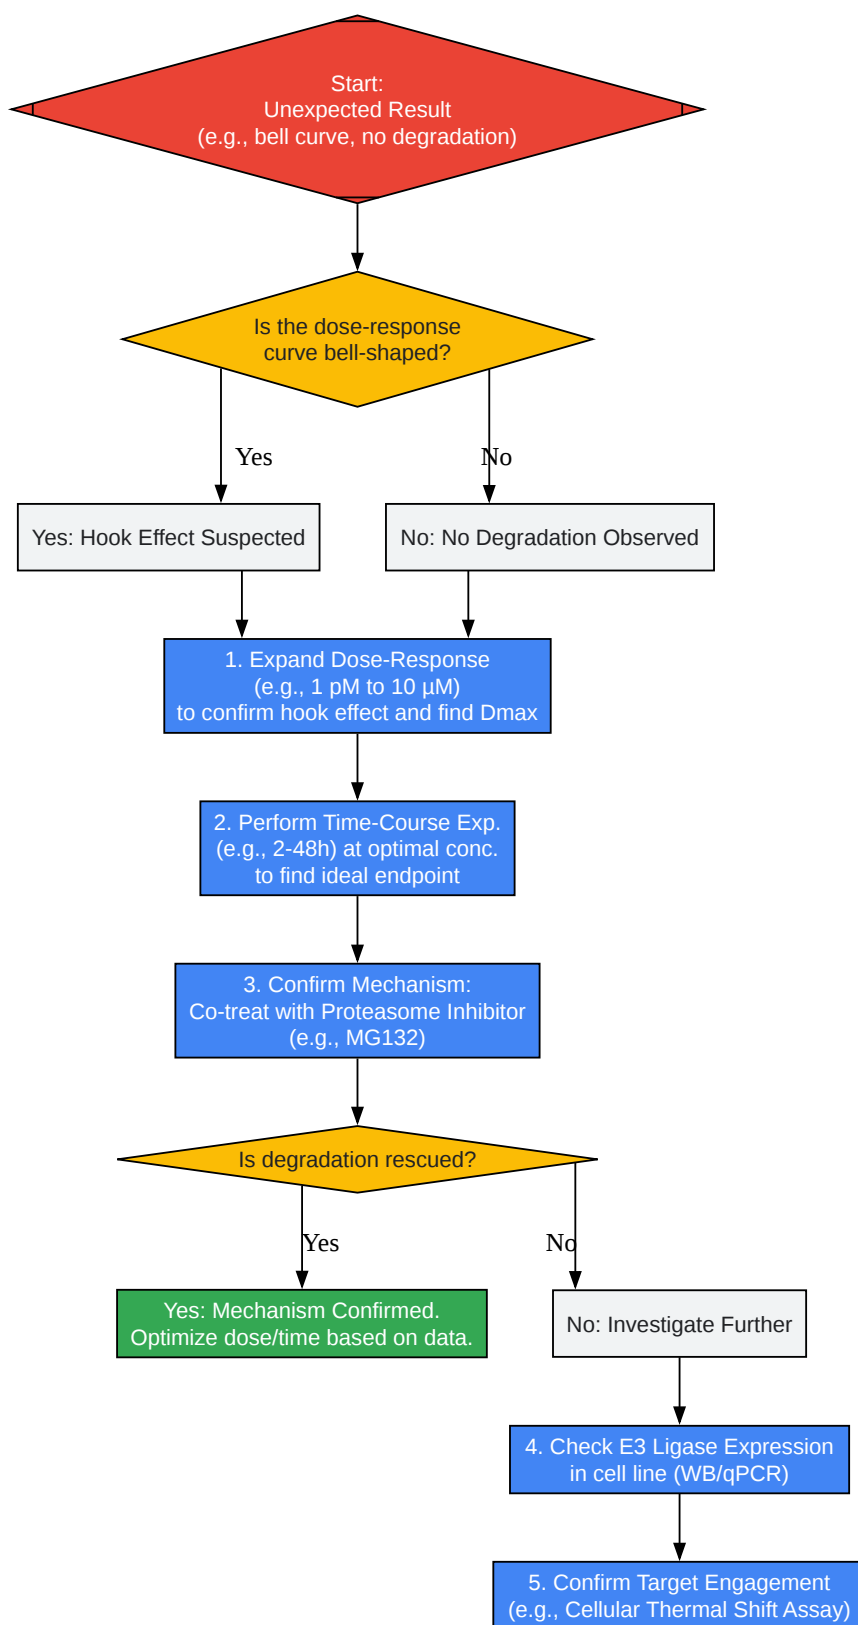 Start:
Unexpected Result
(e.g., bell curve, no degradation)
Is the dose-response
curve bell-shaped?
Yes
No
Yes: Hook Effect Suspected
No: No Degradation Observed
1. Expand Dose-Response
(e.g., 1 pM to 10 µM)
to confirm hook effect and find Dmax
2. Perform Time-Course Exp.
(e.g., 2-48h) at optimal conc.
to find ideal endpoint
3. Confirm Mechanism:
Co-treat with Proteasome Inhibitor
(e.g., MG132)
Is degradation rescued?
Yes
No
Yes: Mechanism Confirmed.
Optimize dose/time based on data.
No: Investigate Further
4. Check E3 Ligase Expression
in cell line (WB/qPCR)
5. Confirm Target Engagement
(e.g., Cellular Thermal Shift Assay)